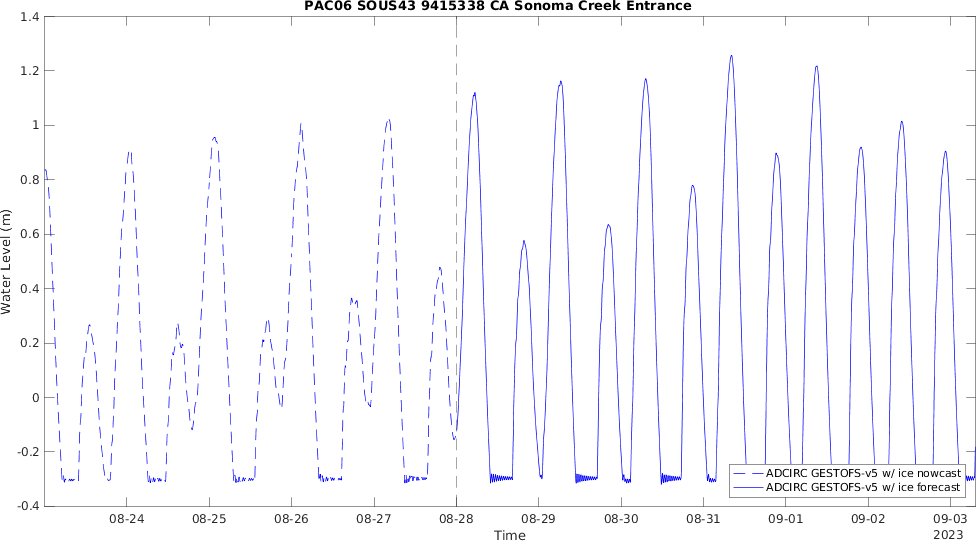 PAC06 SOUS43 9415338 CA Sonoma Creek Entrance
1.4
1.2
1
0.8
0.6
0.4
0.2
0
-0.2
-0.4
Water Level (m)
ADCIRC GESTOFS-v5 w/ ice nowcast
ADCIRC GESTOFS-v5 w/ ice forecast
08-24 08-25 08-26 08-27 08-28 08-29 08-30 08-31 09-01 09-02 09-03
Time
2023